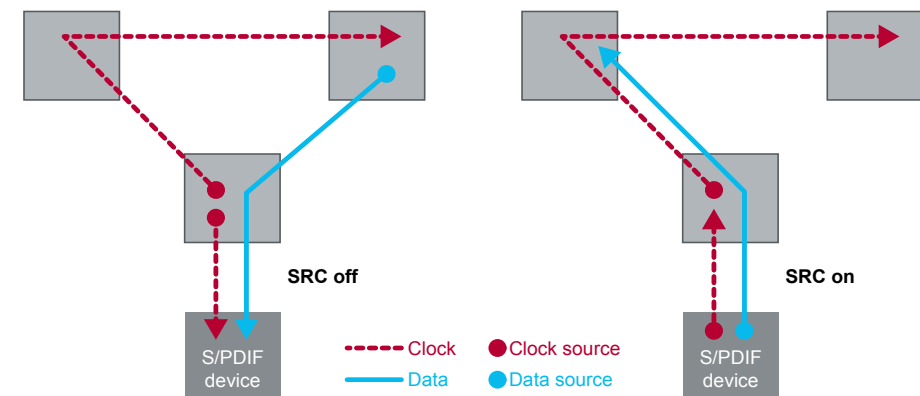 SRC off
SRC on
S/PDIF
device
Clock
Clock source
Data
Data source
S/PDIF
device